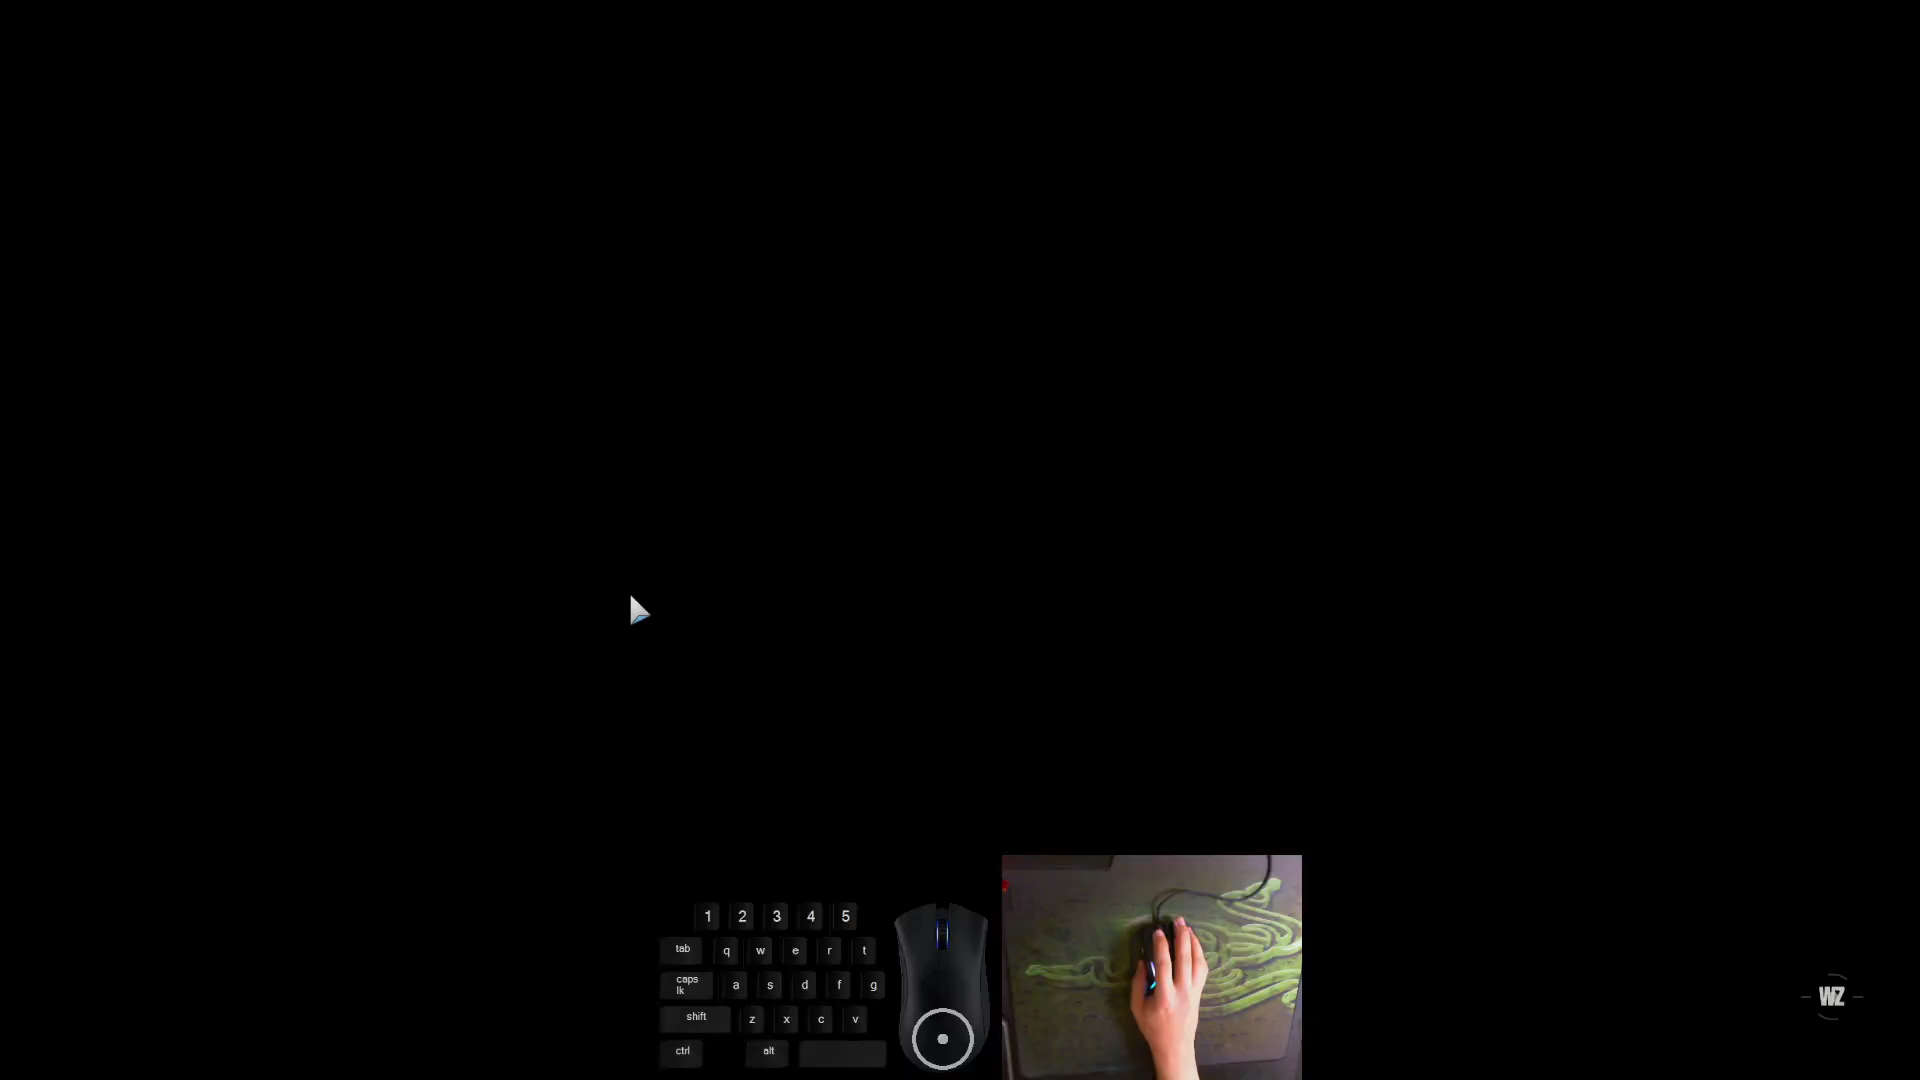 1 2 3 4 5
tab q w e r t
caps lk a s d f g
shift z x c v
ctrl alt
WZ